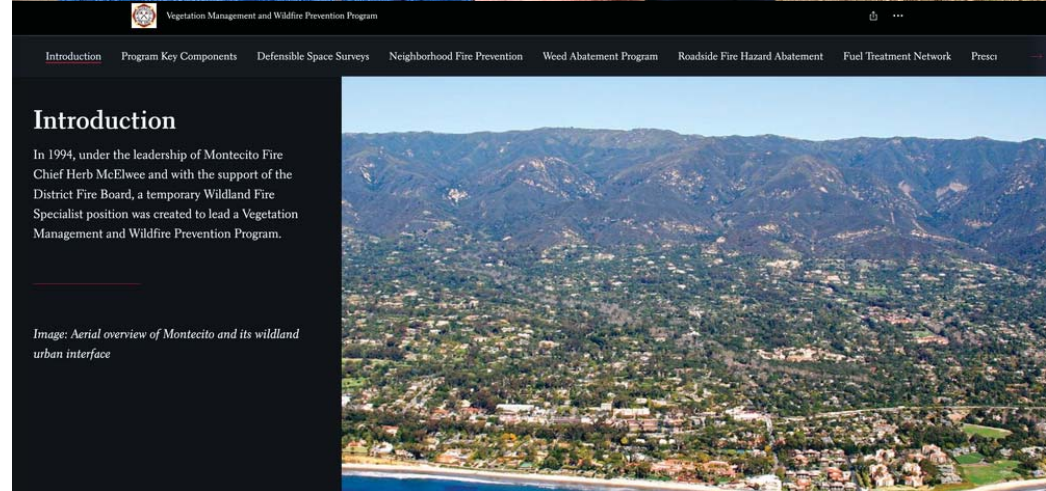 Vegetation Management and Wildfire Prevention Program
Introduction Program Key Components Defensible Space Surveys Neighborhood Fire Prevention Weed Abatement Program Roadside Fire Hazard Abatement Fuel Treatment Network Presc
Introduction
In 1994, under the leadership of Montecito Fire
Chief Herb McElwee and with the support of the
District Fire Board, a temporary Wildland Fire
Specialist position was created to lead a Vegetation
Management and Wildfire Prevention Program.
Image: Aerial overview of Montecito and its wildland
urban interface